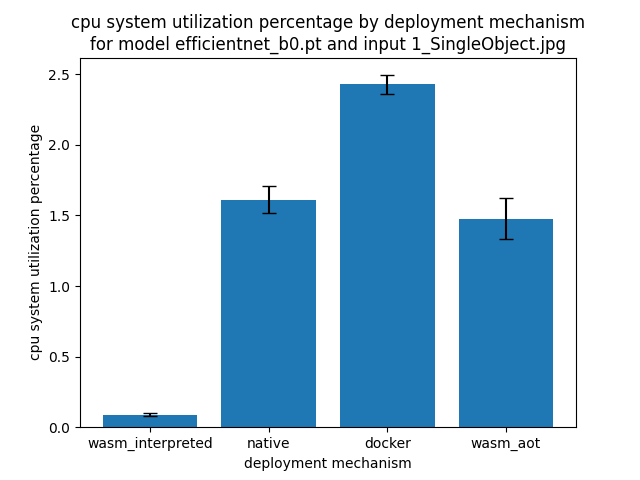 cpu system utilization percentage by deployment mechanism
for model efficientnet_b0.pt and input 1_SingleObject.jpg
cpu system utilization percentage
2.5
2.0
1.5
1.0
0.5
0.0
wasm_interpreted native docker wasm_aot
deployment mechanism